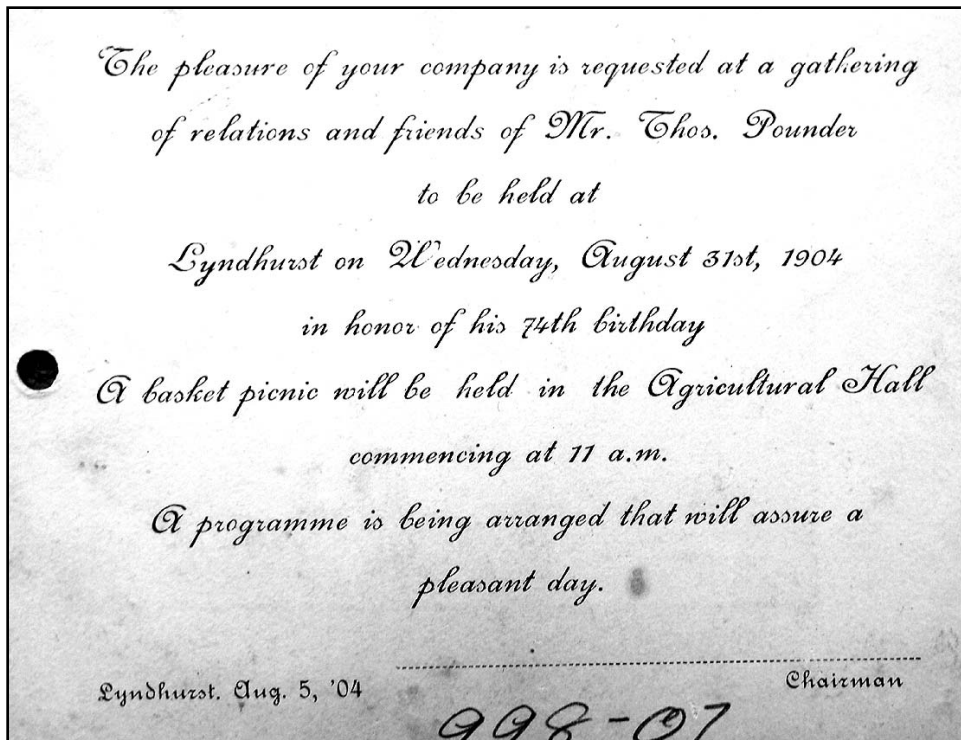 The pleasure of your company is requested at a gathering
of relations and friends of Mr. Thos. Pounder
to be held at
Lyndhurst on Wednesday, August 31st, 1904
in honor of his 74th birthday
A basket picnic will be held in the Agricultural Hall
commencing at 11 a.m.
A programme is being arranged that will assure a
pleasant day.
Chairman
Lyndhurst. Aug. 5, '04
998-07